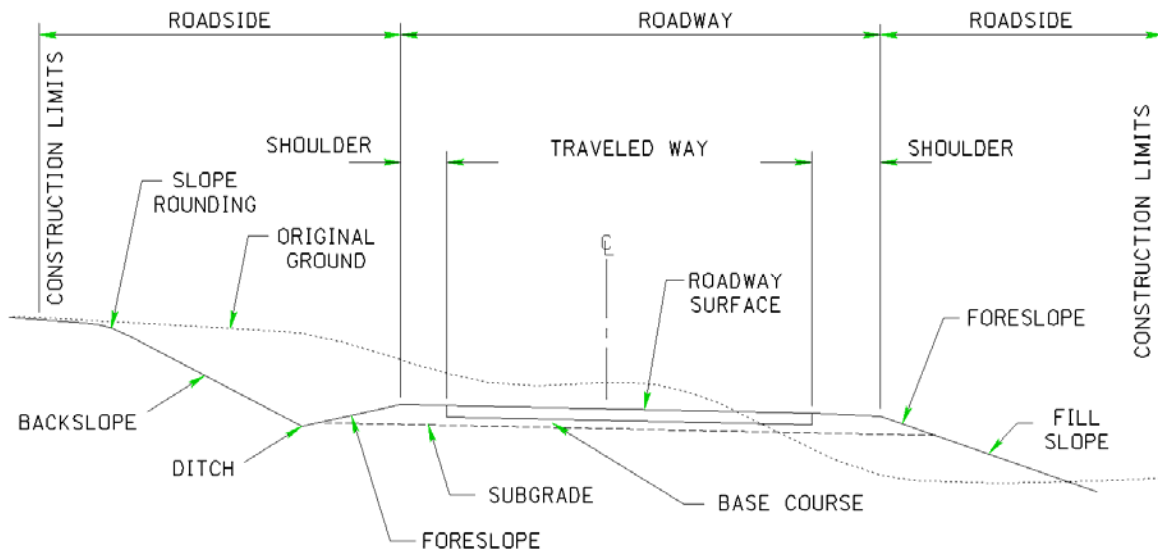 ROADSIDE
ROADWAY
ROADSIDE
CONSTRUCTION LIMITS
SHOULDER
TRAVELED WAY
SHOULDER
CONSTRUCTION LIMITS
SLOPE
ROUNDING
ORIGINAL
GROUND
℄
ROADWAY
SURFACE
FORESLOPE
BACKSLOPE
FILL
SLOPE
DITCH
SUBGRADE
BASE COURSE
FORESLOPE